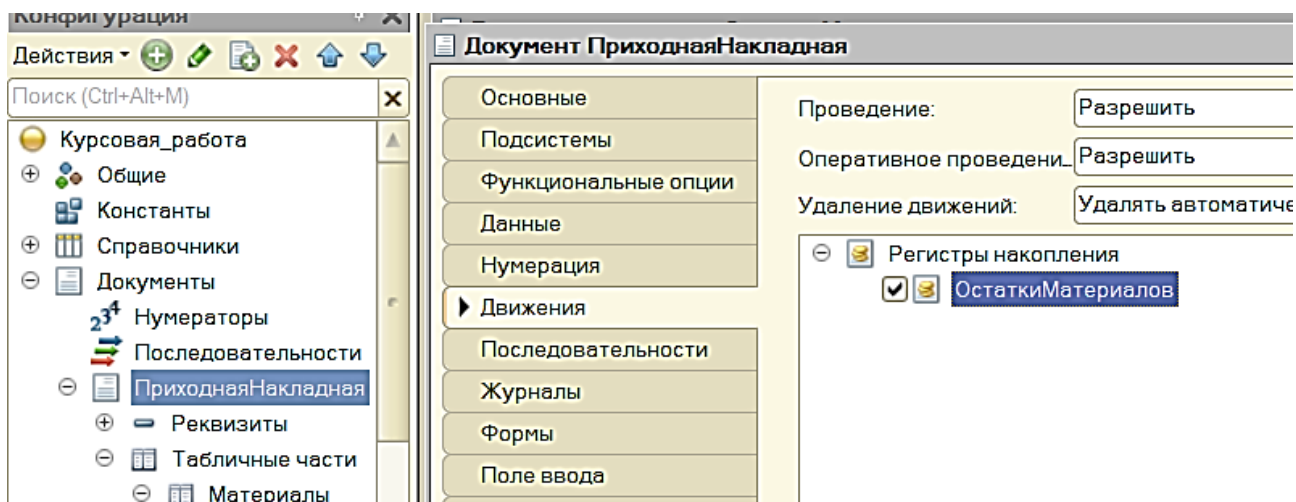 Конфигурация
Действия
Поиск (Ctrl+Alt+M)
Курсовая_работа
Общие
Константы
Справочники
Документы
Нумераторы
Последовательности
ПриходнаяНакладная
Реквизиты
Табличные части
Материалы
Документ ПриходнаяНакладная
Основные
Подсистемы
Функциональные опции
Данные
Нумерация
Движения
Последовательности
Журналы
Формы
Поле ввода
Проведение: Разрешить
Оперативное проведени... Разрешить
Удаление движений: Удалять автоматиче
Регистры накопления
ОстаткиМатериалов